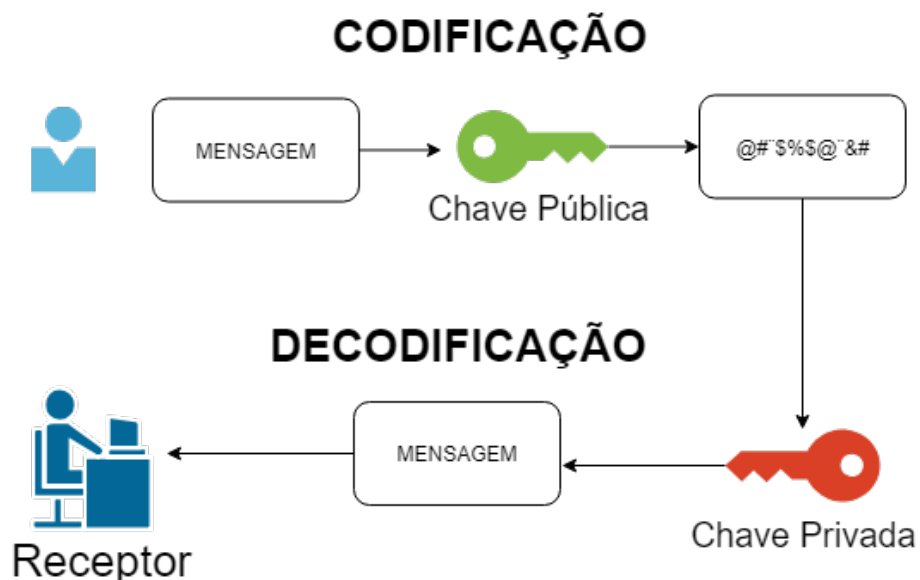 CODIFICAÇÃO
MENSAGEM
@#¨$%$@¨&#
Chave Pública
DECODIFICAÇÃO
MENSAGEM
Chave Privada
Receptor